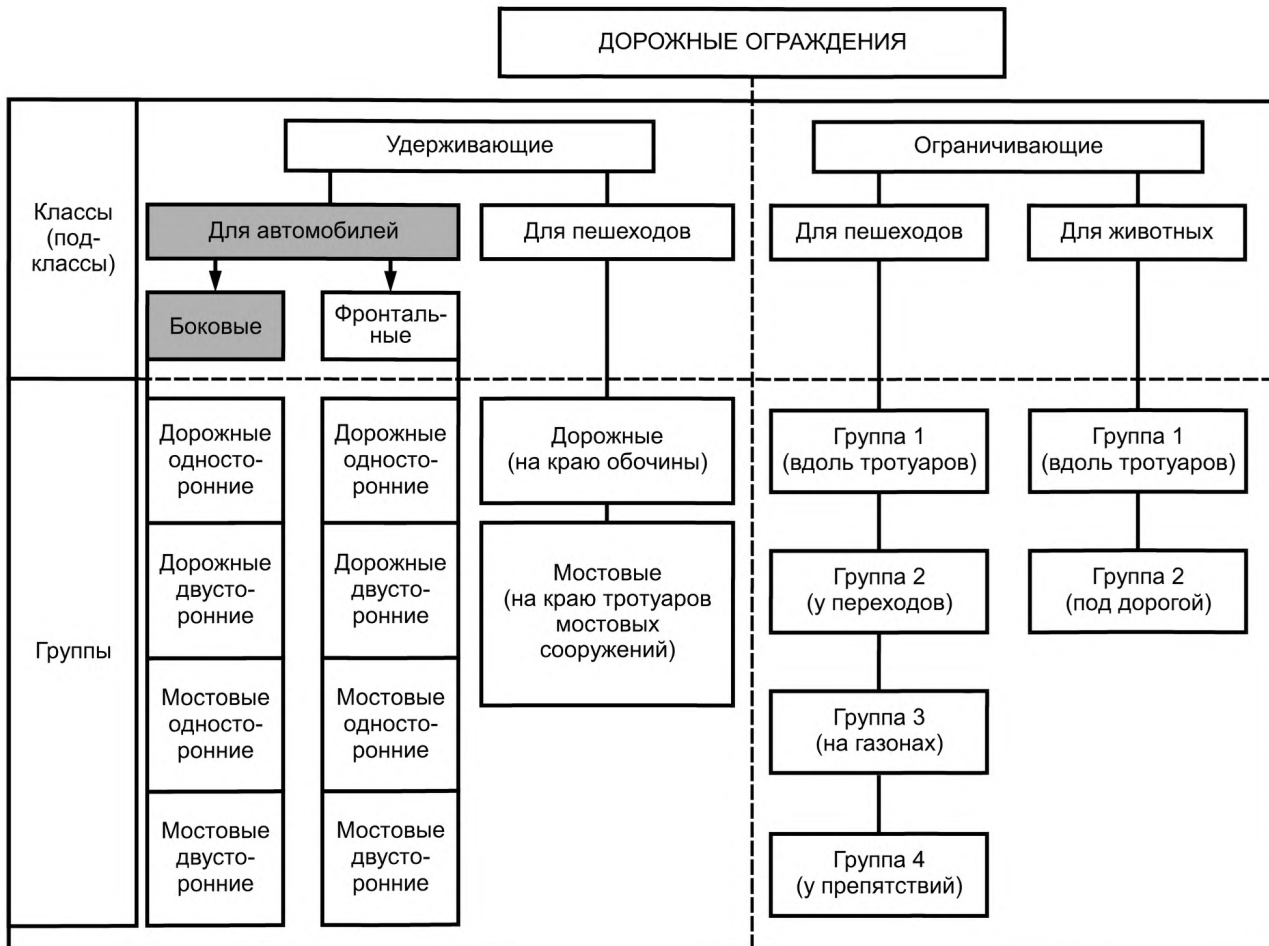 ДОРОЖНЫЕ ОГРАЖДЕНИЯ
Классы
(под-
классы)
Удерживающие
Ограничивающие
Для автомобилей
Для пешеходов
Для пешеходов
Для животных
Боковые
Фронталь-
ные
Группы
Дорожные
односто-
ронние
Дорожные
двусто-
ронние
Мостовые
односто-
ронние
Мостовые
двусто-
ронние
Дорожные
односто-
ронние
Дорожные
двусто-
ронние
Мостовые
односто-
ронние
Мостовые
двусто-
ронние
Дорожные
(на краю обочины)
Мостовые
(на краю тротуаров
мостовых
сооружений)
Группа 1
(вдоль тротуаров)
Группа 2
(у переходов)
Группа 3
(на газонах)
Группа 4
(у препятствий)
Группа 1
(вдоль тротуаров)
Группа 2
(под дорогой)